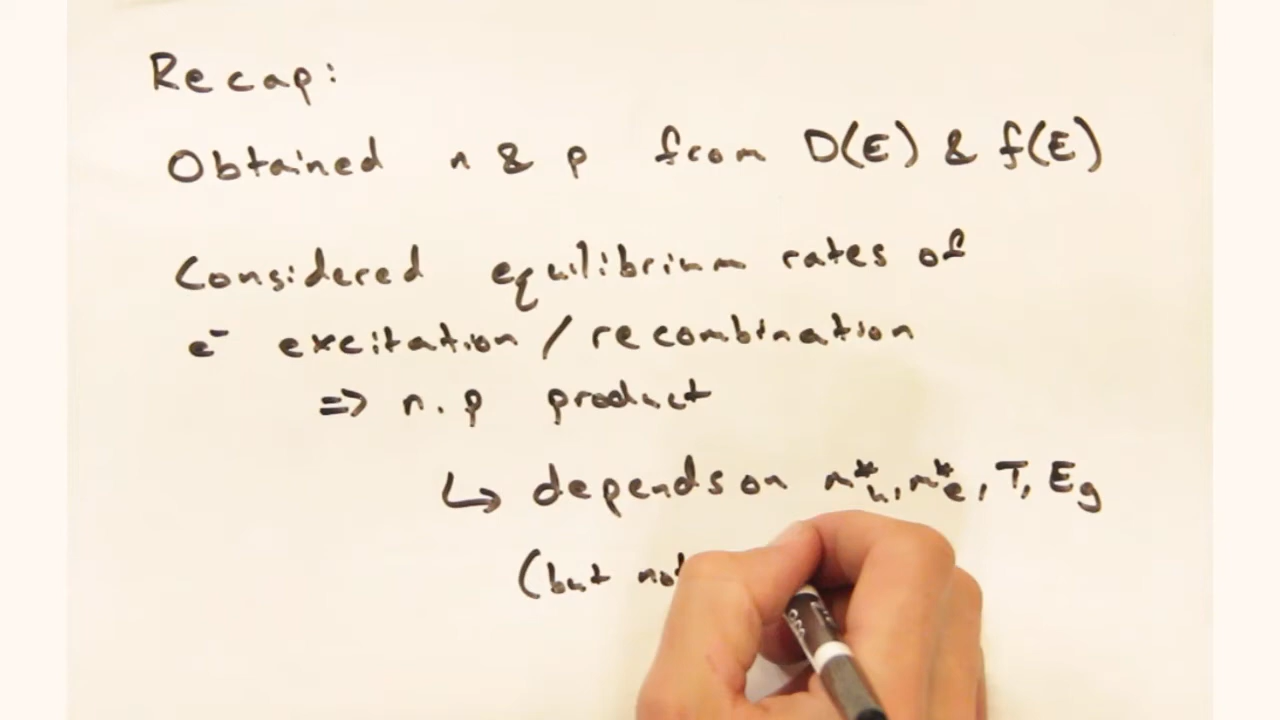 Recap:
Obtained n & p from D(E) & f(E)
Considered equilibrium rates of
e⁻ excitation / recombination
=> n.p product
↳ depends on m*h, m*e, T, Eg
(but not